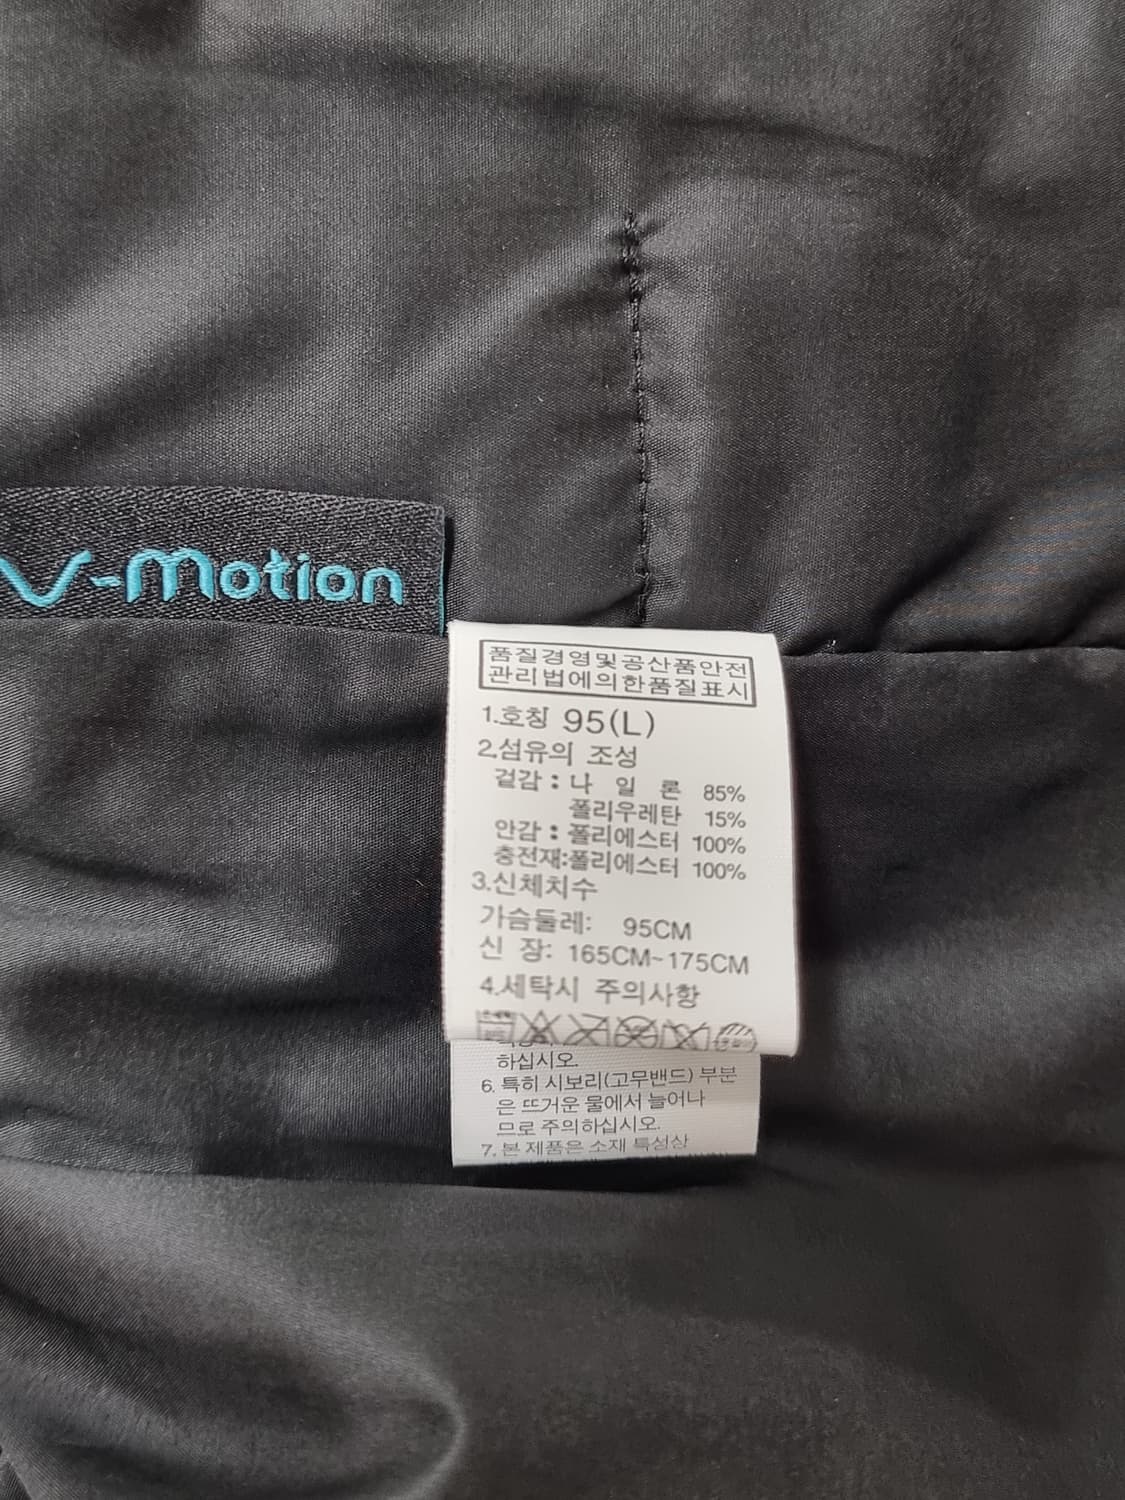 V-Motion
품질경영및공산품안전
관리법에의한품질표시
1.호칭 95(L)
2.섬유의 조성
겉감 : 나 일 론 85%
폴리우레탄 15%
안감 : 폴리에스터 100%
충전재:폴리에스터 100%
3.신체치수
가슴둘레: 95CM
신 장: 165CM~175CM
4.세탁시 주의사항
하십시오.
6. 특히 시보리(고무밴드) 부분
은 뜨거운 물에서 늘어나
므로 주의하십시오.
7. 본 제품은 소재 특성상